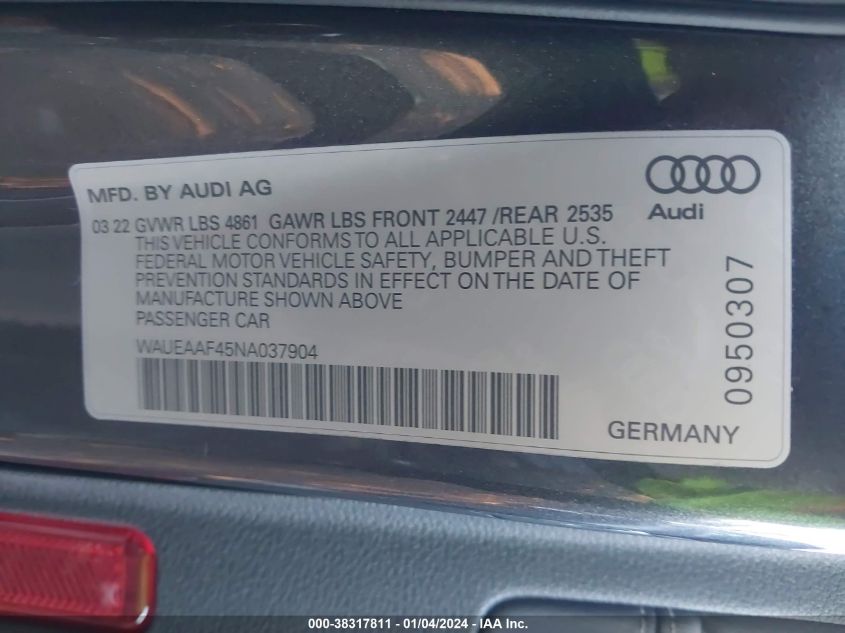 MFD. BY AUDI AG
Audi
03 22 GVWR LBS 4861 GAWR LBS FRONT 2447 /REAR 2535
THIS VEHICLE CONFORMS TO ALL APPLICABLE U.S.
FEDERAL MOTOR VEHICLE SAFETY, BUMPER AND THEFT
PREVENTION STANDARDS IN EFFECT ON THE DATE OF
MANUFACTURE SHOWN ABOVE
PASSENGER CAR
WAUEAAF45NA037904
0950307
GERMANY
000-38317811 - 01/04/2024 - IAA Inc.